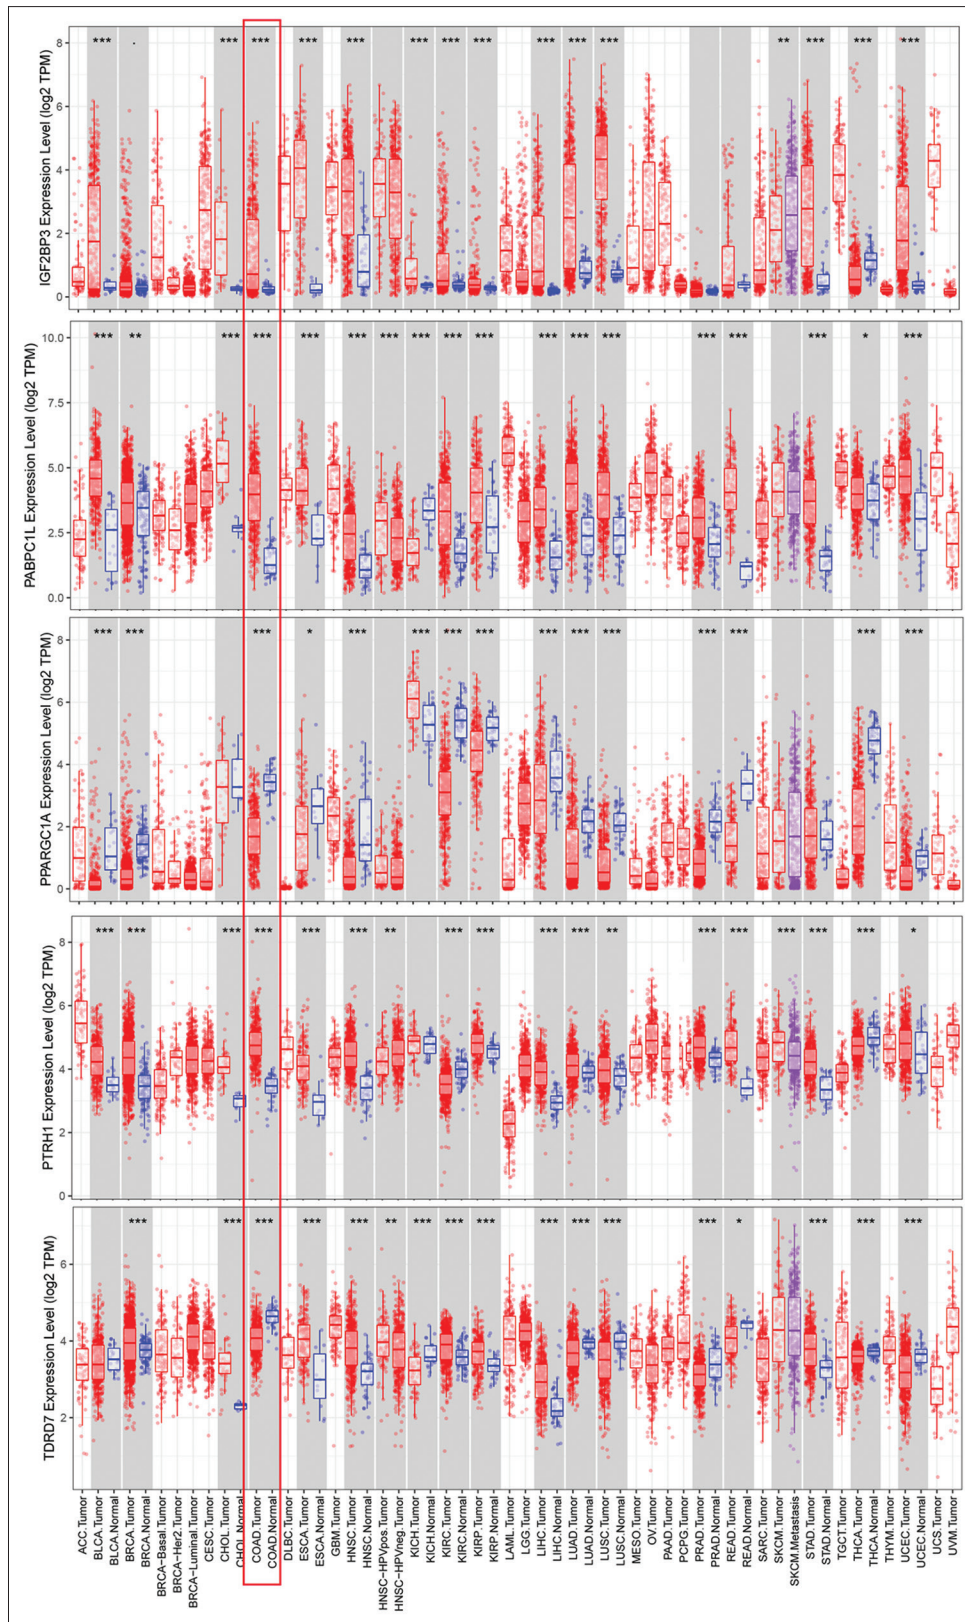 IGF2BP3 Expression Level (log2 TPM)
8
6
4
2
0
*** . *** *** *** *** *** *** *** *** *** *** ** *** *** ***
PABPC1L Expression Level (log2 TPM)
10.0
7.5
5.0
2.5
0.0
*** ** *** *** *** *** *** *** *** *** *** *** *** *** *** *** * ***
PPARGC1A Expression Level (log2 TPM)
8
6
4
2
0
*** *** *** * *** *** *** *** *** *** *** *** *** *** ***
PTRH1 Expression Level (log2 TPM)
8
6
4
2
0
*** *** *** *** *** *** ** *** *** *** *** ** *** *** *** *** *** *
TDRD7 Expression Level (log2 TPM)
6
4
2
*** *** *** *** *** ** *** *** *** *** *** *** *** * *** *** ***
ACC.Tumor
BLCA.Tumor
BLCA.Normal
BRCA.Tumor
BRCA.Normal
BRCA-Basal.Tumor
BRCA-Her2.Tumor
BRCA-Luminal.Tumor
CESC.Tumor
CHOL.Tumor
CHOL.Normal
COAD.Tumor
COAD.Normal
DLBC.Tumor
ESCA.Tumor
ESCA.Normal
GBM.Tumor
HNSC.Tumor
HNSC.Normal
HNSC-HPVpos.Tumor
HNSC-HPVneg.Tumor
KICH.Tumor
KICH.Normal
KIRC.Tumor
KIRC.Normal
KIRP.Tumor
KIRP.Normal
LAML.Tumor
LGG.Tumor
LIHC.Tumor
LIHC.Normal
LUAD.Tumor
LUAD.Normal
LUSC.Tumor
LUSC.Normal
MESO.Tumor
OV.Tumor
PAAD.Tumor
PCPG.Tumor
PRAD.Tumor
PRAD.Normal
READ.Tumor
READ.Normal
SARC.Tumor
SKCM.Tumor
SKCM.Metastasis
STAD.Tumor
STAD.Normal
TGCT.Tumor
THCA.Tumor
THCA.Normal
THYM.Tumor
UCEC.Tumor
UCEC.Normal
UCS.Tumor
UVM.Tumor